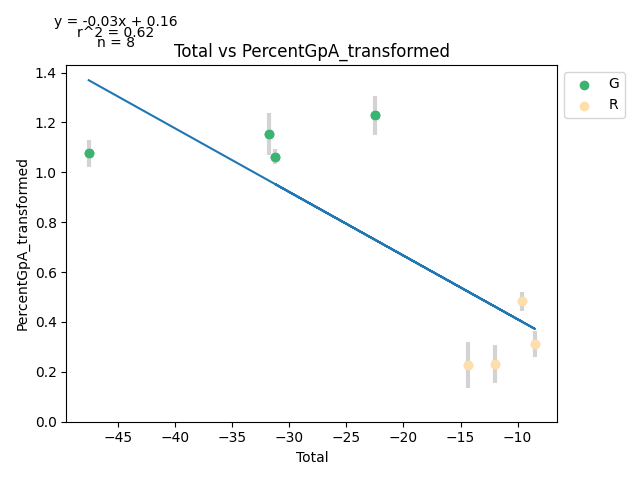 y = -0.03x + 0.16
r^2 = 0.62
n = 8
Total vs PercentGpA_transformed
G
R
PercentGpA_transformed
1.4
1.2
1.0
0.8
0.6
0.4
0.2
0.0
−45 −40 −35 −30 −25 −20 −15 −10
Total